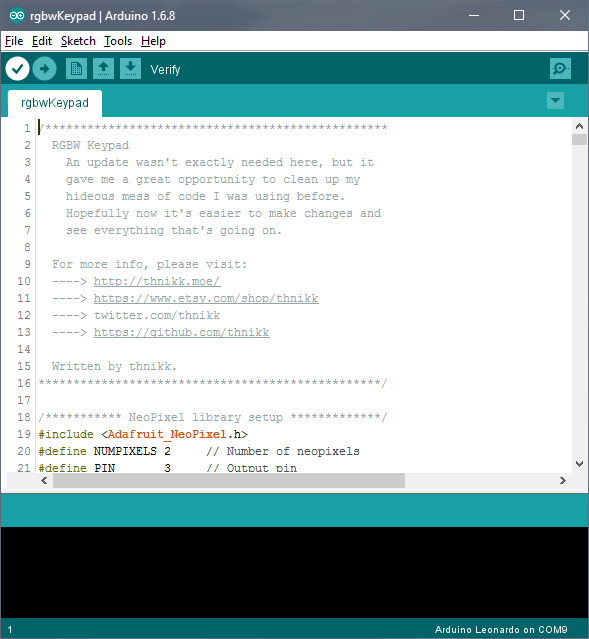 rgbwKeypad | Arduino 1.6.8
File Edit Sketch Tools Help
Verify
rgbwKeypad
1 /*************************************************
2 RGBW Keypad
3 An update wasn't exactly needed here, but it
4 gave me a great opportunity to clean up my
5 hideous mess of code I was using before.
6 Hopefully now it's easier to make changes and
7 see everything that's going on.
8
9 For more info, please visit:
10 ----> http://thnikk.moe/
11 ----> https://www.etsy.com/shop/thnikk
12 ----> twitter.com/thnikk
13 ----> https://github.com/thnikk
14
15 Written by thnikk.
16 *************************************************/
17
18 /*********** NeoPixel library setup *************/
19 #include <Adafruit_NeoPixel.h>
20 #define NUMPIXELS 2 // Number of neopixels
21 #define PIN 3 // Output pin
1 Arduino Leonardo on COM9